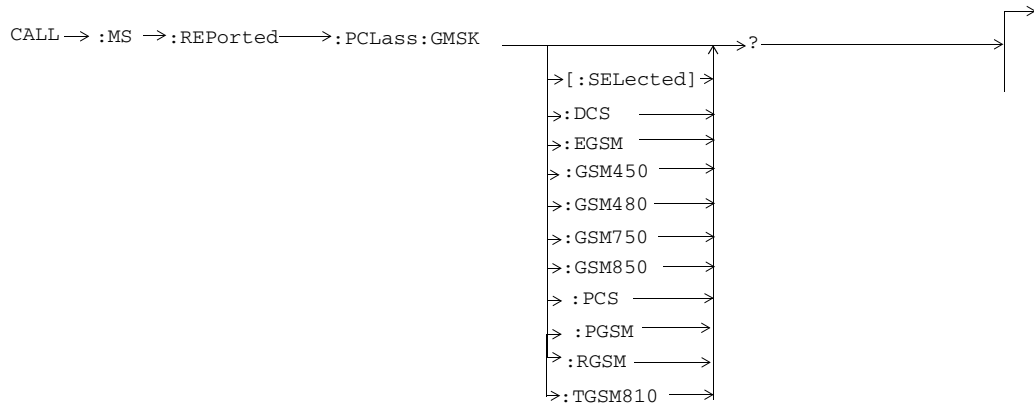 CALL :MS :REPorted :PCLass:GMSK ?
[:SELected]
:DCS
:EGSM
:GSM450
:GSM480
:GSM750
:GSM850
:PCS
:PGSM
:RGSM
:TGSM810